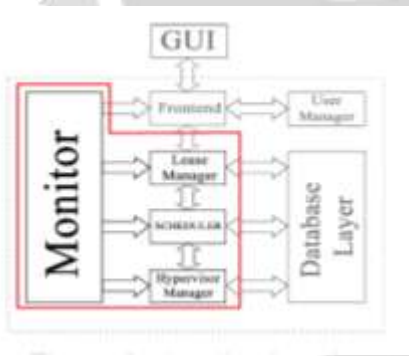 GUI
Frontend
User
Manager
Monitor
Lease
Manager
SCHEDULER
Hypervisor
Manager
Database
Layer